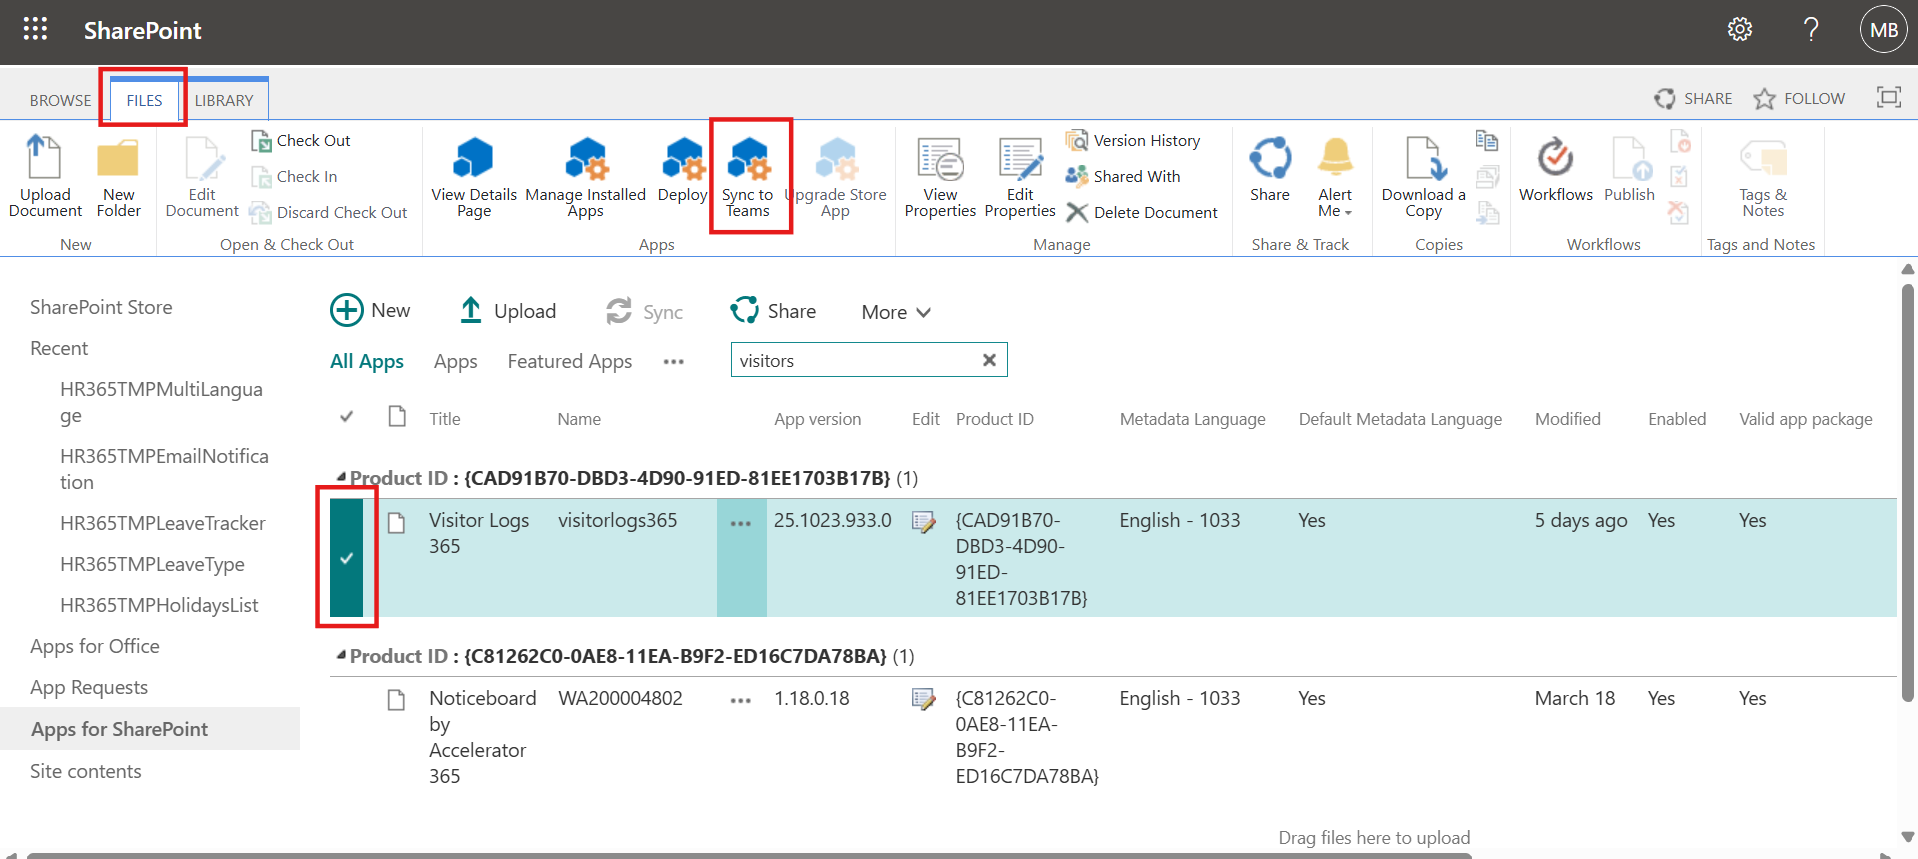 SharePoint
MB
BROWSE FILES LIBRARY SHARE FOLLOW
Upload Document
New Folder
New
Edit Document
Check Out
Check In
Discard Check Out
Open & Check Out
View Details Page
Manage Installed Apps
Deploy
Sync to Teams
Upgrade Store App
Apps
View Properties
Edit Properties
Version History
Shared With
Delete Document
Manage
Share
Alert Me
Share & Track
Download a Copy
Copies
Workflows
Publish
Workflows
Tags & Notes
Tags and Notes
SharePoint Store
Recent
HR365TMPMultiLangua
ge
HR365TMPEmailNotifica
tion
HR365TMPLeaveTracker
HR365TMPLeaveType
HR365TMPHolidaysList
Apps for Office
App Requests
Apps for SharePoint
Site contents
New Upload Sync Share More
All Apps Apps Featured Apps ... visitors
Title Name App version Edit Product ID Metadata Language Default Metadata Language Modified Enabled Valid app package
Product ID : {CAD91B70-DBD3-4D90-91ED-81EE1703B17B} (1)
Visitor Logs visitorlogs365 ... 25.1023.933.0 {CAD91B70- English - 1033 Yes 5 days ago Yes Yes
365 DBD3-4D90-
91ED-
81EE1703B17B}
Product ID : {C81262C0-0AE8-11EA-B9F2-ED16C7DA78BA} (1)
Noticeboard WA200004802 ... 1.18.0.18 {C81262C0- English - 1033 Yes March 18 Yes Yes
by 0AE8-11EA-
Accelerator B9F2-
365 ED16C7DA78BA}
Drag files here to upload